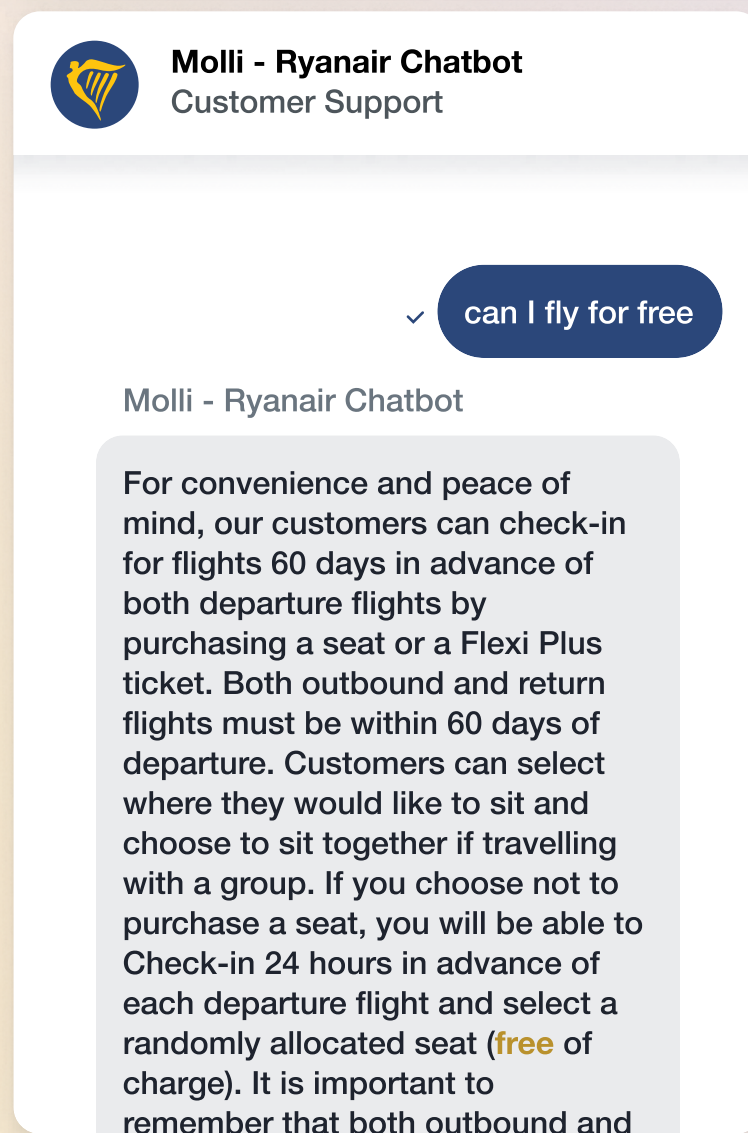 Molli - Ryanair Chatbot
Customer Support
can I fly for free
Molli - Ryanair Chatbot
For convenience and peace of
mind, our customers can check-in
for flights 60 days in advance of
both departure flights by
purchasing a seat or a Flexi Plus
ticket. Both outbound and return
flights must be within 60 days of
departure. Customers can select
where they would like to sit and
choose to sit together if travelling
with a group. If you choose not to
purchase a seat, you will be able to
Check-in 24 hours in advance of
each departure flight and select a
randomly allocated seat (free of
charge). It is important to
remember that both outbound and